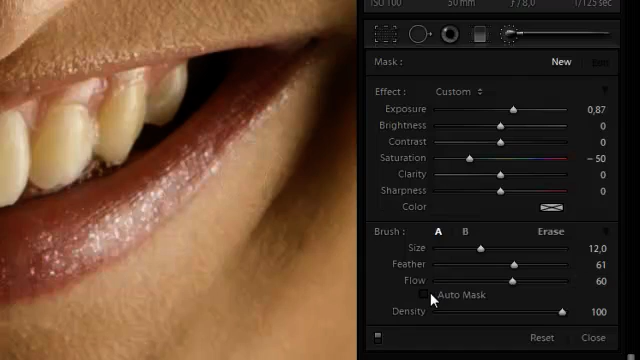 ISO 100 50 mm ƒ / 8,0 1/125 sec
Mask : New
Effect : Custom
Exposure 0,87
Brightness 0
Contrast 0
Saturation – 50
Clarity 0
Sharpness 0
Color
Brush : A B Erase
Size 12,0
Feather 61
Flow 60
Auto Mask
Density 100
Reset Close